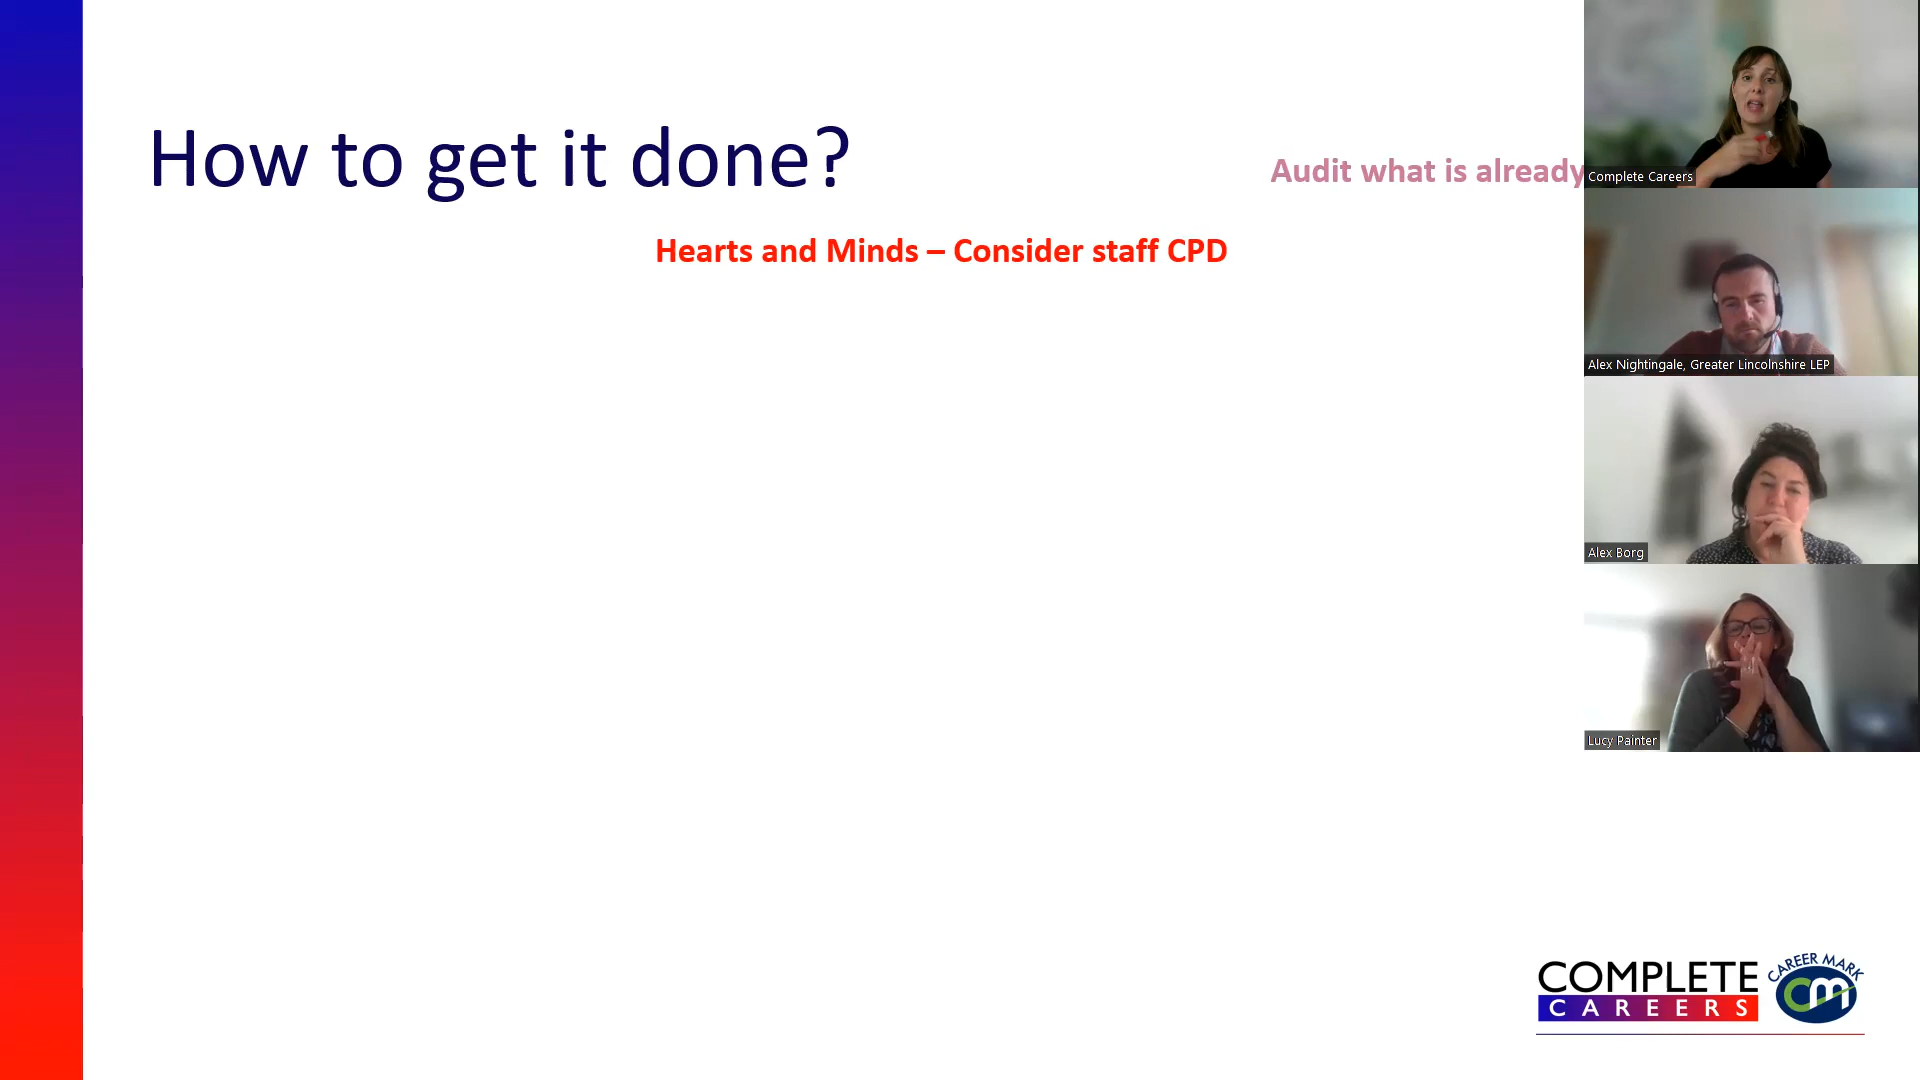 How to get it done?
Audit what is already
Hearts and Minds – Consider staff CPD
Complete Careers
Alex Nightingale, Greater Lincolnshire LEP
Alex Borg
Lucy Painter
COMPLETE
CAREERS
CAREER MARK
cm